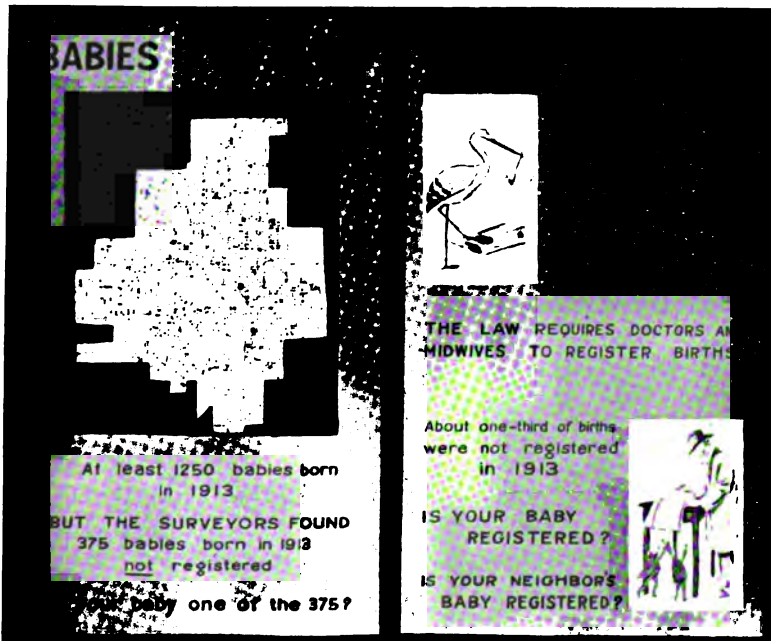 BABIES
At least 1250 babies born
in 1913
BUT THE SURVEYORS FOUND
375 babies born in 1913
not registered
your baby one of the 375?
THE LAW REQUIRES DOCTORS
MIDWIVES TO REGISTER BIRTHS
About one-third of births
were not registered
in 1913
IS YOUR BABY
REGISTERED?
IS YOUR NEIGHBOR'S
BABY REGISTERED?